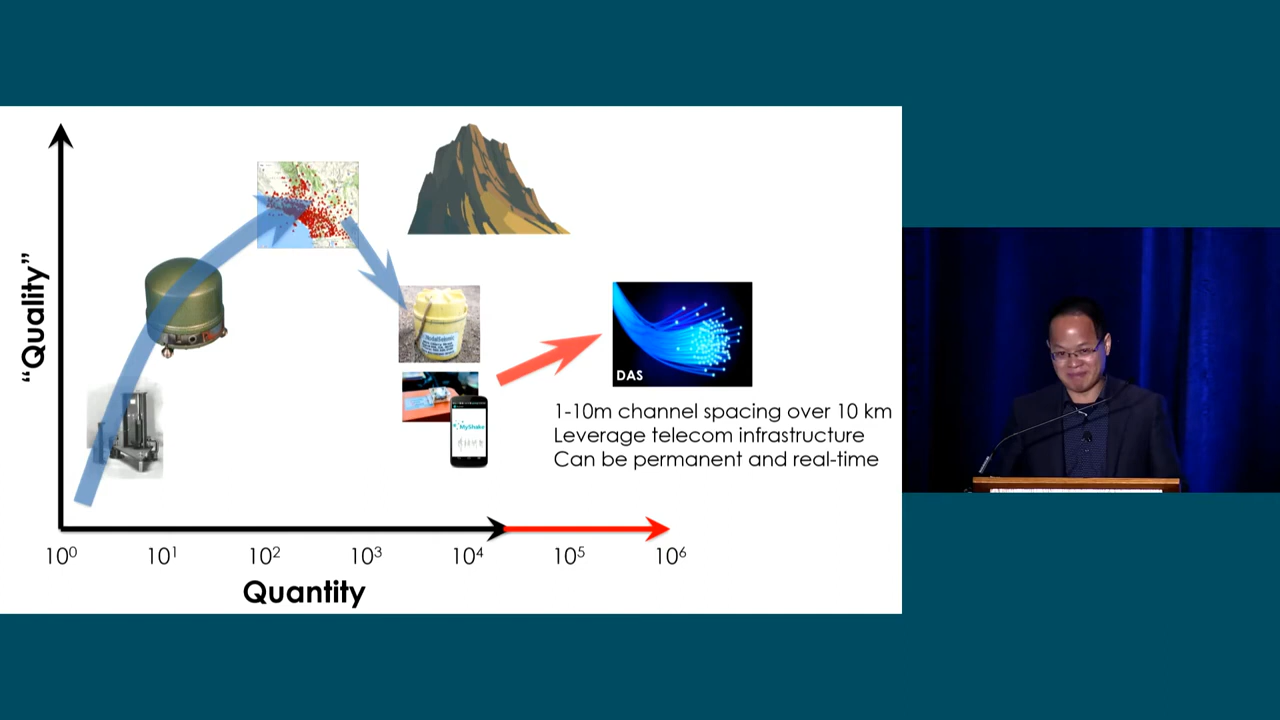 “Quality”
DAS
MyShake
1-10m channel spacing over 10 km
Leverage telecom infrastructure
Can be permanent and real-time
10⁰ 10¹ 10² 10³ 10⁴ 10⁵ 10⁶
Quantity